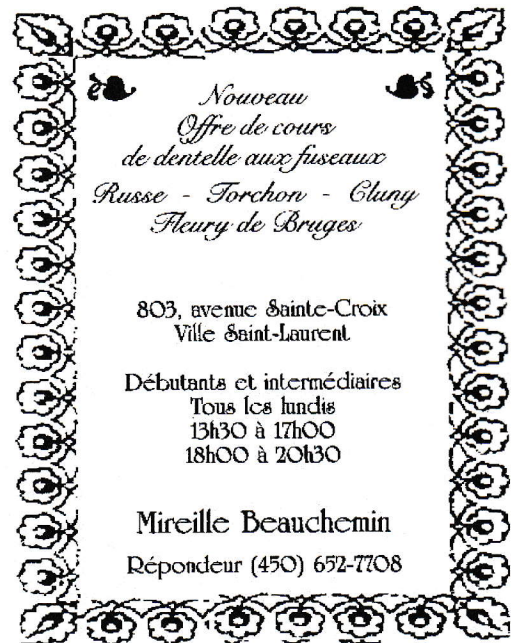 Nouveau
Offre de cours
de dentelle aux fuseaux
Russe - Torchon - Cluny
Fleury de Bruges
803, avenue Sainte-Croix
Ville Saint-Laurent
Débutants et intermédiaires
Tous les lundis
13h30 à 17h00
18h00 à 20h30
Mireille Beauchemin
Répondeur (450) 652-7708